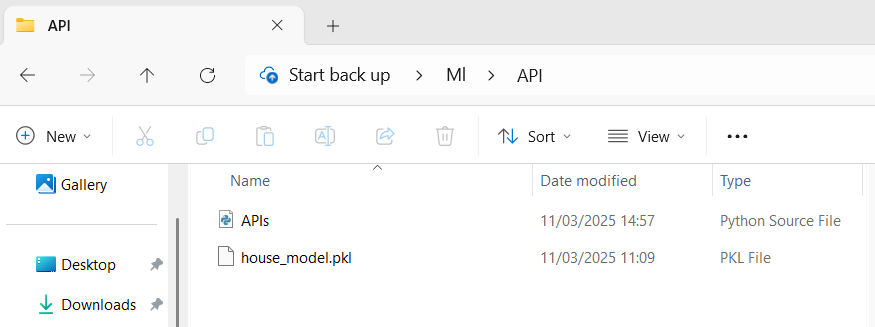 API
Start back up > Ml > API
New Sort View
Gallery Name Date modified Type
APIs 11/03/2025 14:57 Python Source File
house_model.pkl 11/03/2025 11:09 PKL File
Desktop
Downloads